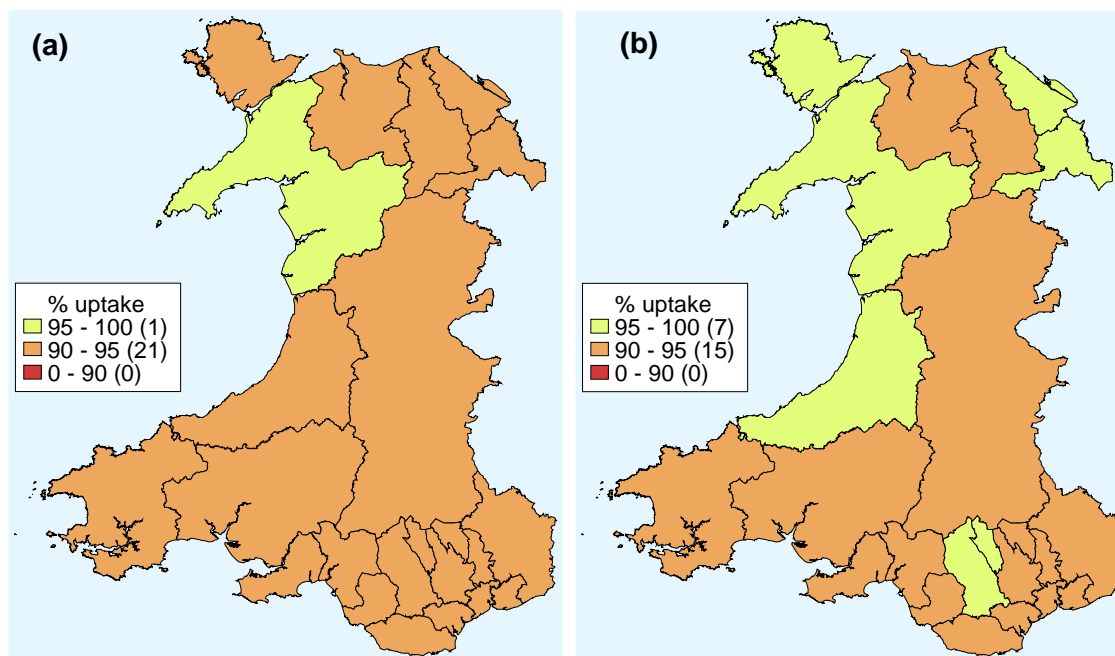 (a)
% uptake
95 - 100 (1)
90 - 95 (21)
0 - 90 (0)
(b)
% uptake
95 - 100 (7)
90 - 95 (15)
0 - 90 (0)